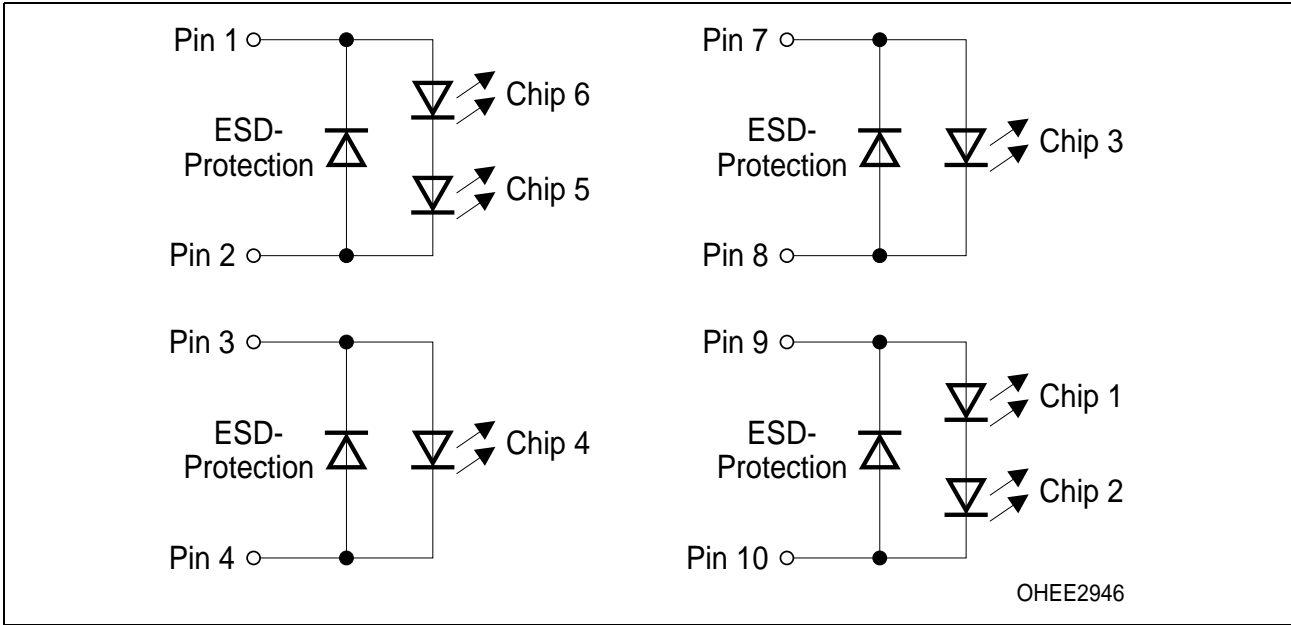 Pin 1
Chip 6
ESD-
Protection
Chip 5
Pin 2
Pin 7
ESD-
Protection
Chip 3
Pin 8
Pin 3
ESD-
Protection
Chip 4
Pin 4
Pin 9
Chip 1
ESD-
Protection
Chip 2
Pin 10
OHEE2946